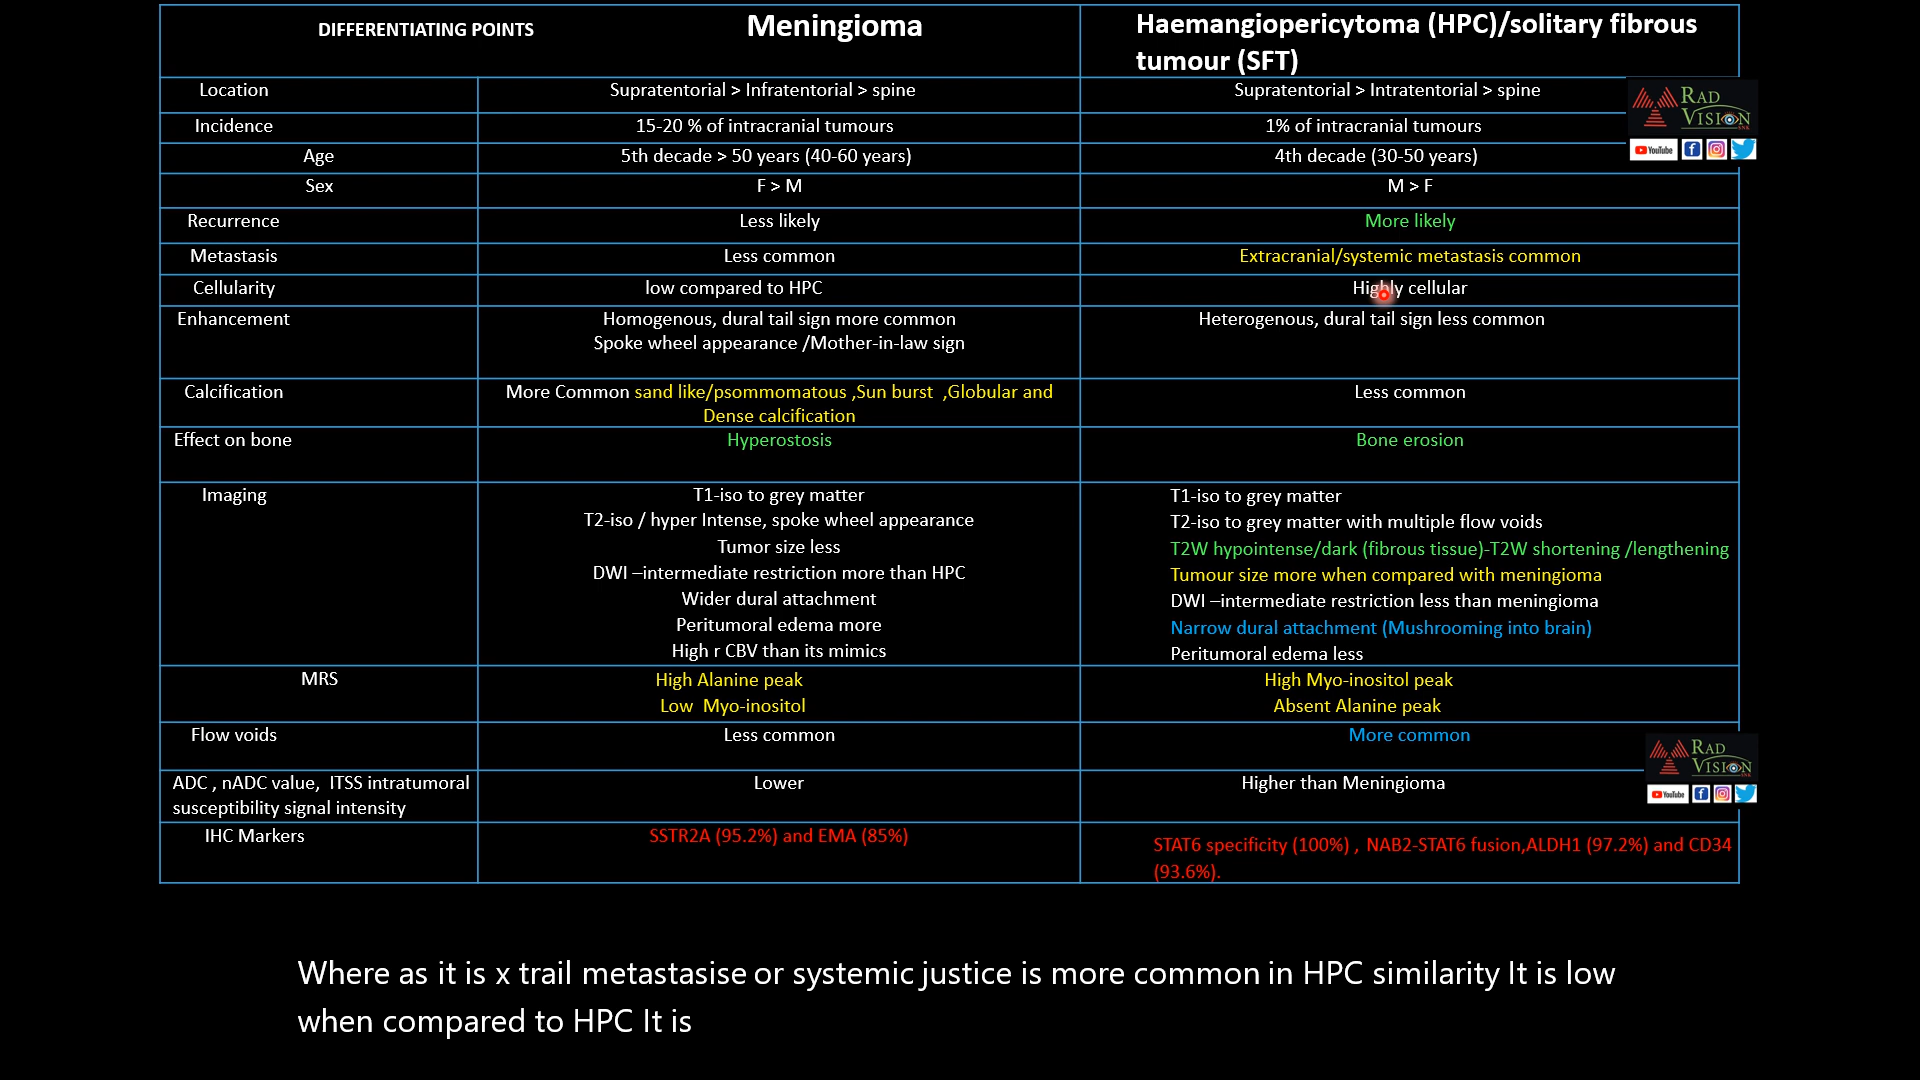 DIFFERENTIATING POINTS Meningioma Haemangiopericytoma (HPC)/solitary fibrous
tumour (SFT)
Location Supratentorial > Infratentorial > spine Supratentorial > Intratentorial > spine
Incidence 15-20 % of intracranial tumours 1% of intracranial tumours
Age 5th decade > 50 years (40-60 years) 4th decade (30-50 years)
Sex F > M M > F
Recurrence Less likely More likely
Metastasis Less common Extracranial/systemic metastasis common
Cellularity low compared to HPC Highly cellular
Enhancement Homogenous, dural tail sign more common Heterogenous, dural tail sign less common
Spoke wheel appearance /Mother-in-law sign
Calcification More Common sand like/psommomatous ,Sun burst ,Globular and Less common
Dense calcification
Effect on bone Hyperostosis Bone erosion
Imaging T1-iso to grey matter T1-iso to grey matter
T2-iso / hyper Intense, spoke wheel appearance T2-iso to grey matter with multiple flow voids
Tumor size less T2W hypointense/dark (fibrous tissue)-T2W shortening /lengthening
DWI –intermediate restriction more than HPC Tumour size more when compared with meningioma
Wider dural attachment DWI –intermediate restriction less than meningioma
Peritumoral edema more Narrow dural attachment (Mushrooming into brain)
High r CBV than its mimics Peritumoral edema less
MRS High Alanine peak High Myo-inositol peak
Low Myo-inositol Absent Alanine peak
Flow voids Less common More common
ADC , nADC value, ITSS intratumoral Lower Higher than Meningioma
susceptibility signal intensity
IHC Markers SSTR2A (95.2%) and EMA (85%) STAT6 specificity (100%) , NAB2-STAT6 fusion,ALDH1 (97.2%) and CD34
(93.6%).
RAD
VISION
YouTube
RAD
VISION
YouTube
Where as it is x trail metastasise or systemic justice is more common in HPC similarity It is low
when compared to HPC It is